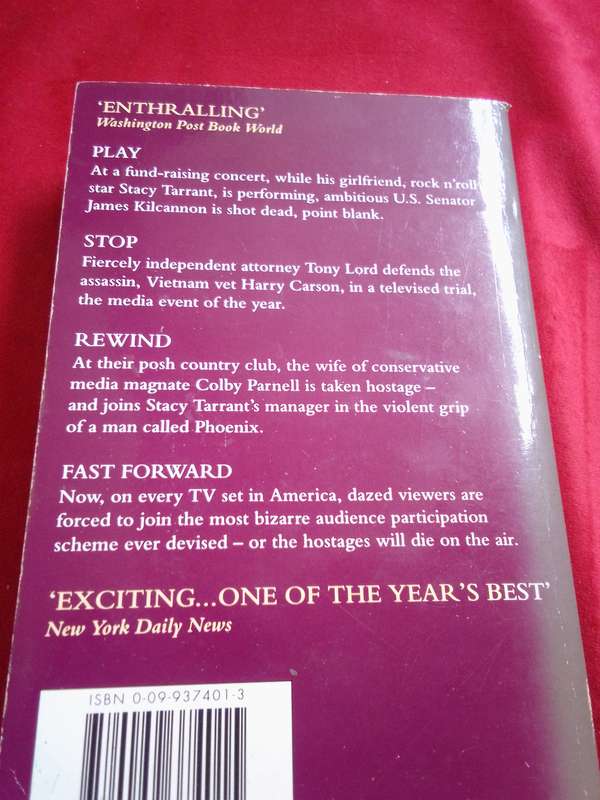 ‘ENTHRALLING’
Washington Post Book World
PLAY
At a fund-raising concert, while his girlfriend, rock n'roll
star Stacy Tarrant, is performing, ambitious U.S. Senator
James Kilcannon is shot dead, point blank.
STOP
Fiercely independent attorney Tony Lord defends the
assassin, Vietnam vet Harry Carson, in a televised trial,
the media event of the year.
REWIND
At their posh country club, the wife of conservative
media magnate Colby Parnell is taken hostage –
and joins Stacy Tarrant's manager in the violent grip
of a man called Phoenix.
FAST FORWARD
Now, on every TV set in America, dazed viewers are
forced to join the most bizarre audience participation
scheme ever devised – or the hostages will die on the air.
‘EXCITING...ONE OF THE YEAR'S BEST’
New York Daily News
ISBN 0-09-937401-3